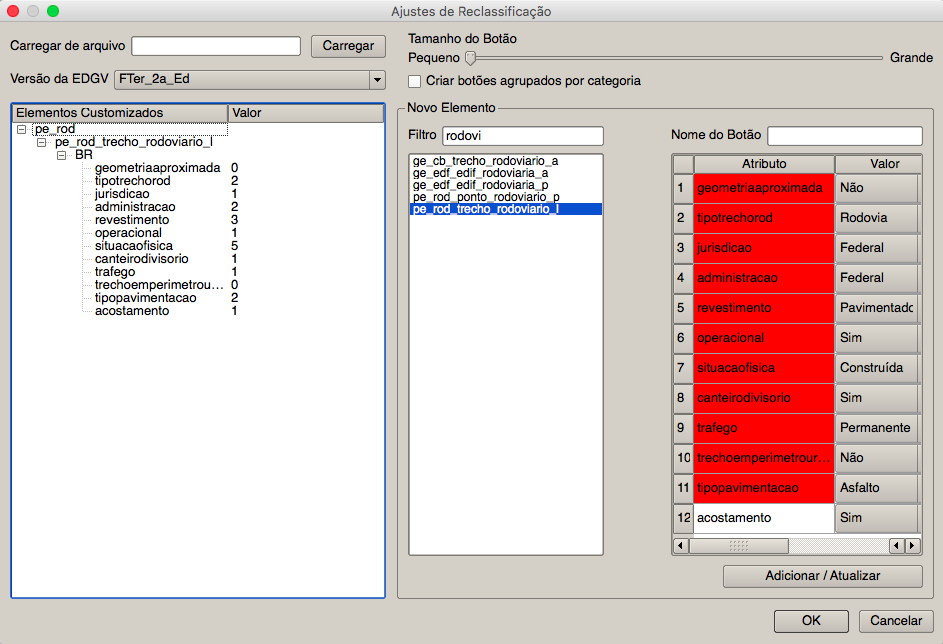 Ajustes de Reclassificação
Carregar de arquivo
Carregar
Versão da EDGV
FTer_2a_Ed
Elementos Customizados Valor
pe_rod
pe_rod_trecho_rodoviario_l
BR
geometriaaproximada 0
tipotrechorod 2
jurisdicao 1
administracao 2
revestimento 3
operacional 1
situacaofisica 5
canteirodivisorio 1
trafego 1
trechoemperimetrou... 0
tipopavimentacao 2
acostamento 1
Tamanho do Botão
Pequeno
Grande
Criar botões agrupados por categoria
Novo Elemento
Filtro
rodovi
ge_cb_trecho_rodoviario_a
ge_edf_edif_rodoviaria_a
ge_edf_edif_rodoviaria_p
pe_rod_ponto_rodoviario_p
pe_rod_trecho_rodoviario_l
Nome do Botão
Atributo Valor
1 geometriaaproximada Não
2 tipotrechorod Rodovia
3 jurisdicao Federal
4 administracao Federal
5 revestimento Pavimentado
6 operacional Sim
7 situacaofisica Construída
8 canteirodivisorio Sim
9 trafego Permanente
10 trechoemperimetrour... Não
11 tipopavimentacao Asfalto
12 acostamento Sim
Adicionar / Atualizar
OK
Cancelar